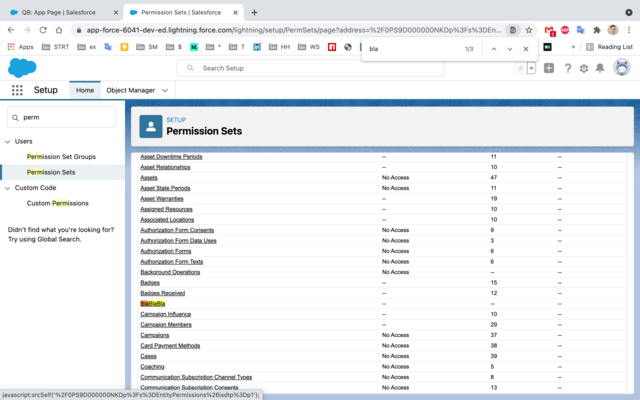 QB: App Page | Salesforce
Permission Sets | Salesforce
app-force-6041-dev-ed.lightning.force.com/lightning/setup/PermSets/page?address=%2F0PS9D000000NKDp%3Fs%3DEn...
Apps
STRT
ex
SM
$
*
T
HH
WS
»
Reading List
bla
1/3
Search Setup
Setup
Home
Object Manager
perm
Users
Permission Set Groups
Permission Sets
Custom Code
Custom Permissions
Didn't find what you're looking for?
Try using Global Search.
SETUP
Permission Sets
Asset Downtime Periods -- 11 --
Asset Relationships -- 10 --
Assets No Access 47 --
Asset State Periods No Access 11 --
Asset Warranties -- 19 --
Assigned Resources -- 10 --
Associated Locations -- 10 --
Authorization Form Consents No Access 9 --
Authorization Form Data Uses No Access 3 --
Authorization Forms No Access 6 --
Authorization Form Texts No Access 6 --
Background Operations No Access -- --
Badges -- 15 --
Badges Received -- 12 --
BlaBlaBla -- -- --
Campaign Influence -- 10 --
Campaign Members -- 29 --
Campaigns No Access 37 --
Card Payment Methods No Access 38 --
Cases No Access 39 --
Coaching No Access 5 --
Communication Subscription Channel Types No Access 8 --
Communication Subscription Consents No Access 13 --
javascript:srcSelf('%2F0PS9D000000NKDp%3Fs%3DEntityPermissions%26isdtp%3Dp1');